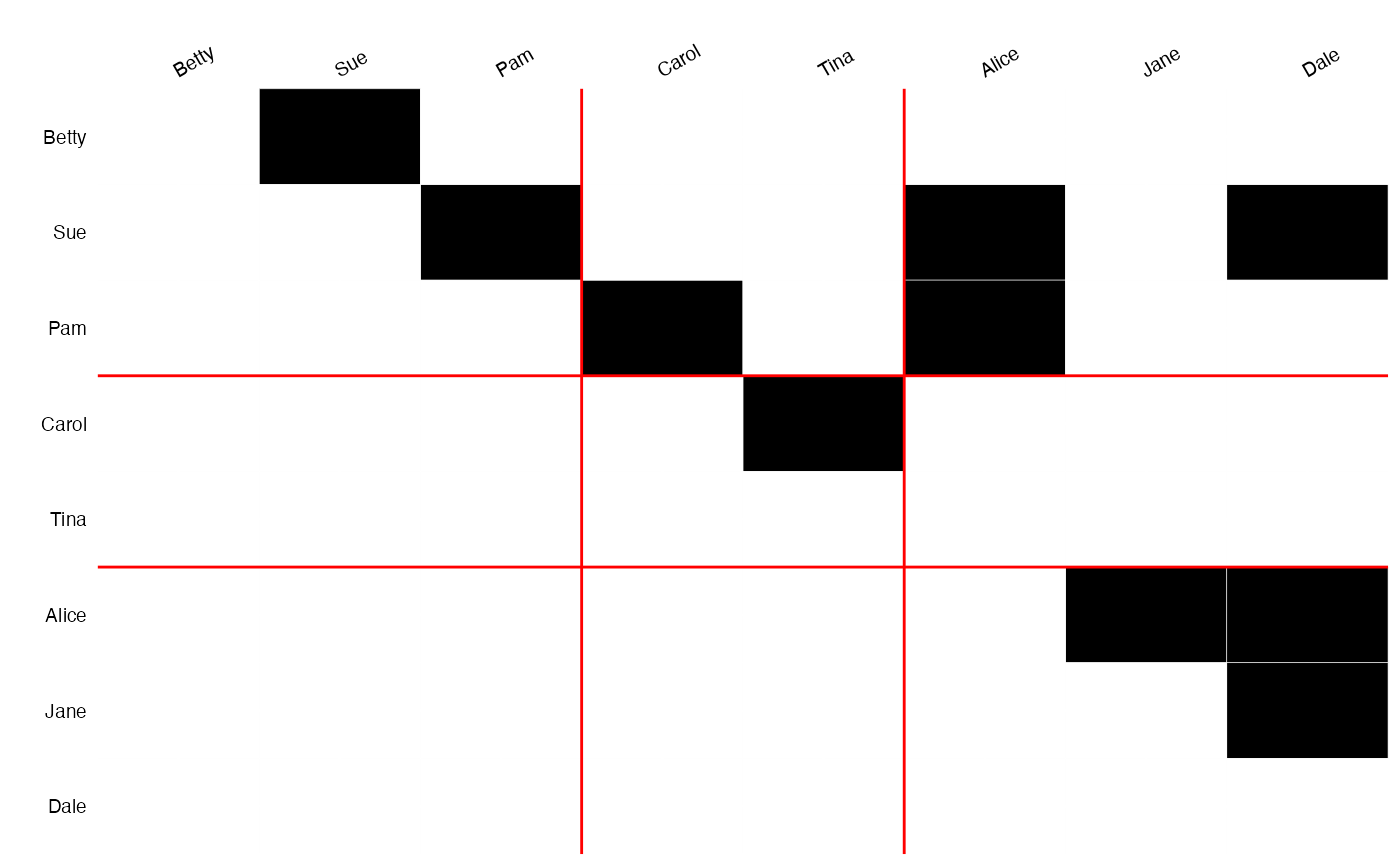 Betty Sue Pam Carol Tina Alice Jane Dale
Betty
Sue
Pam
Carol
Tina
Alice
Jane
Dale